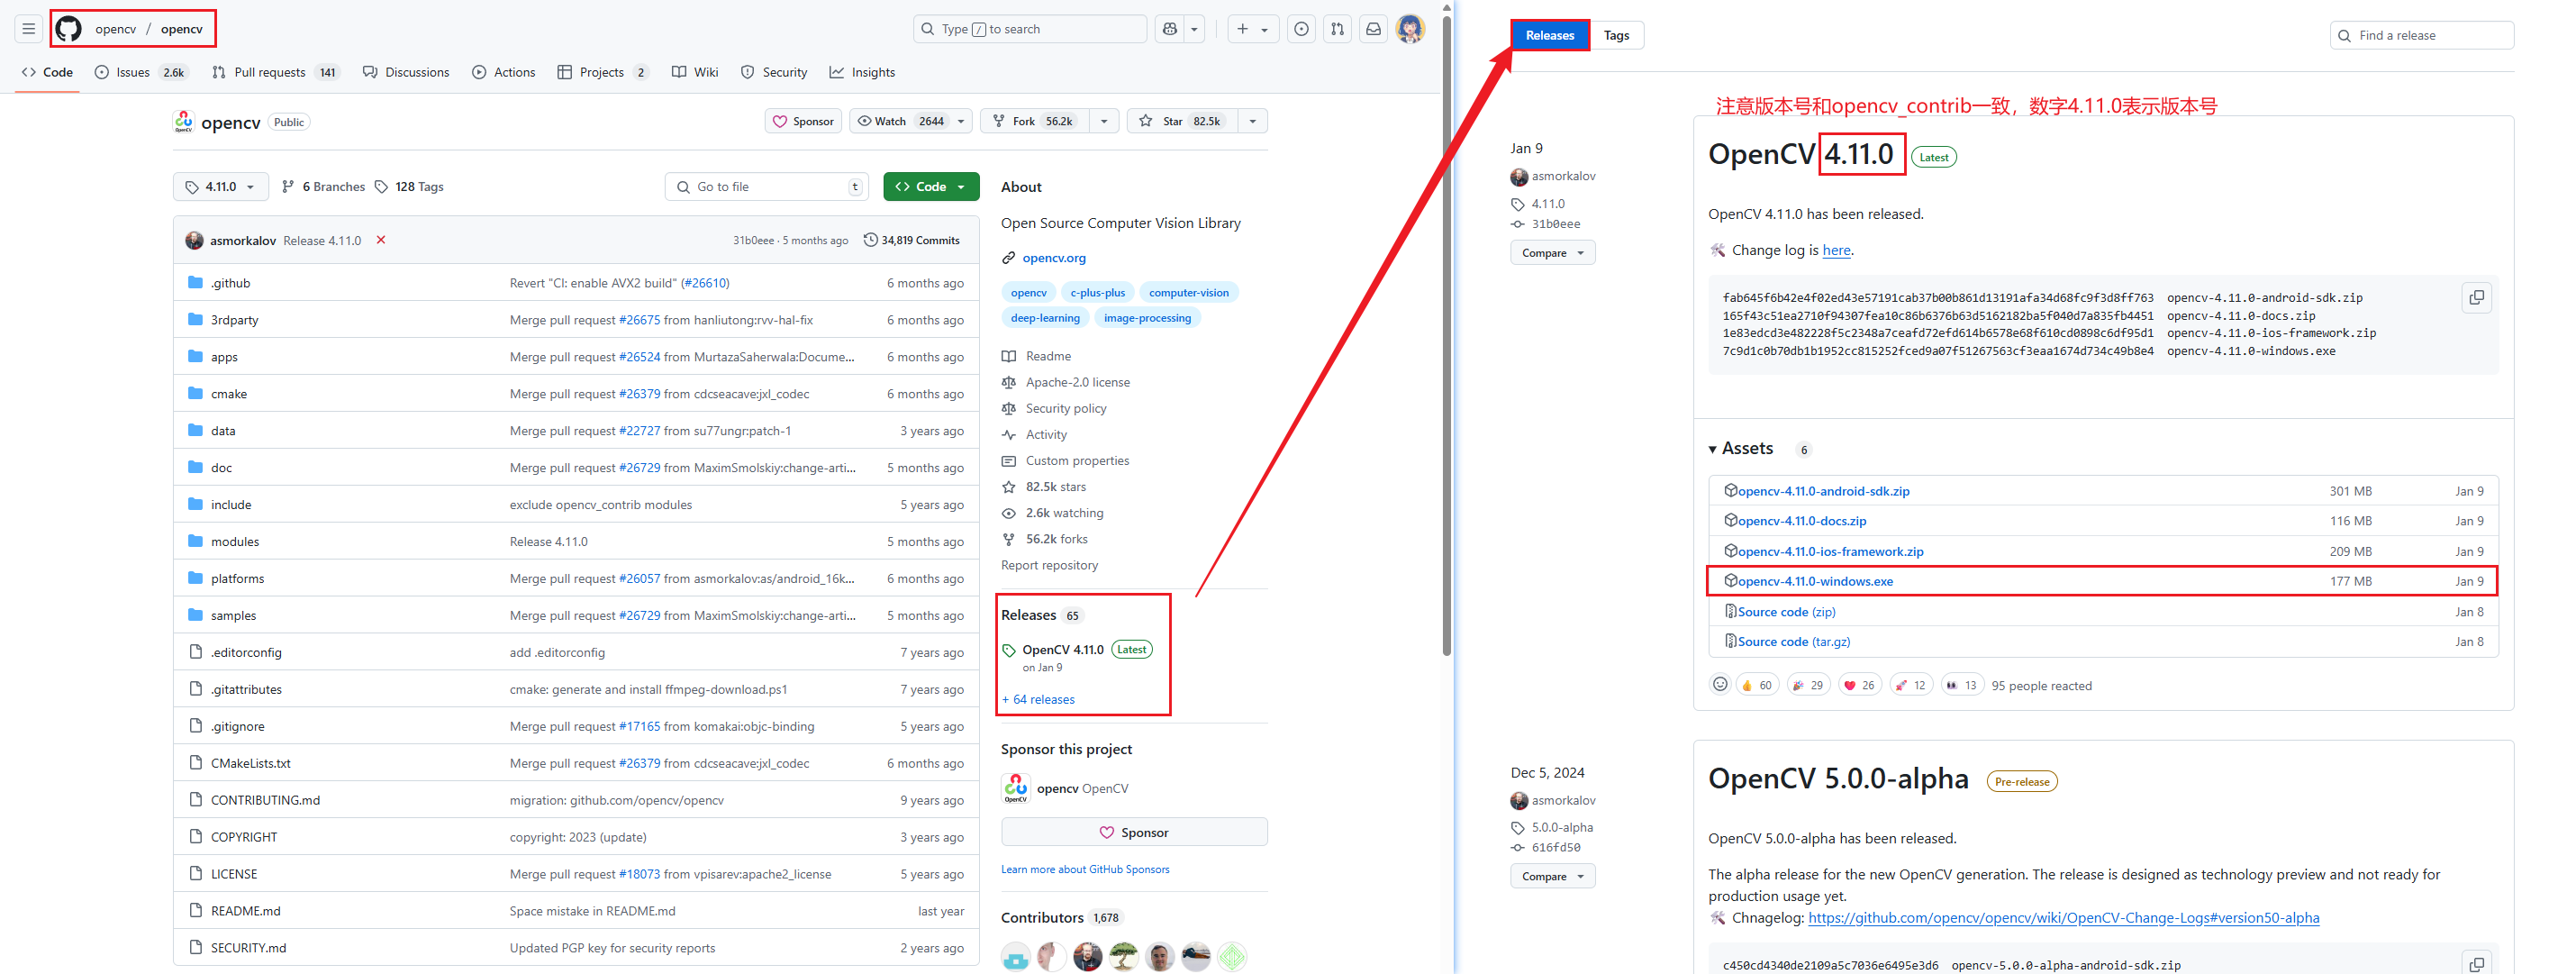 opencv / opencv
Type / to search
Code
Issues 2.6k
Pull requests 141
Discussions
Actions
Projects 2
Wiki
Security
Insights
opencv Public
Sponsor
Watch 2644
Fork 56.2k
Star 82.5k
4.11.0
6 Branches
128 Tags
Go to file t
Code
asmorkalov Release 4.11.0 31b0eee · 5 months ago 34,819 Commits
.github Revert "CI: enable AVX2 build" (#26610) 6 months ago
3rdparty Merge pull request #26675 from hanliutong:rvv-hal-fix 6 months ago
apps Merge pull request #26524 from MurtazaSaherwala:Docume... 6 months ago
cmake Merge pull request #26379 from cdcseacave:jxl_codec 6 months ago
data Merge pull request #22727 from su77ungr:patch-1 3 years ago
doc Merge pull request #26729 from MaximSmolskiy:change-arti... 5 months ago
include exclude opencv_contrib modules 5 years ago
modules Release 4.11.0 5 months ago
platforms Merge pull request #26057 from asmorkalov:as/android_16k... 6 months ago
samples Merge pull request #26729 from MaximSmolskiy:change-arti... 5 months ago
.editorconfig add .editorconfig 7 years ago
.gitattributes cmake: generate and install ffmpeg-download.ps1 7 years ago
.gitignore Merge pull request #17165 from komakai:objc-binding 5 years ago
CMakeLists.txt Merge pull request #26379 from cdcseacave:jxl_codec 6 months ago
CONTRIBUTING.md migration: github.com/opencv/opencv 9 years ago
COPYRIGHT copyright: 2023 (update) 3 years ago
LICENSE Merge pull request #18073 from vpisarev:apache2_license 5 years ago
README.md Space mistake in README.md last year
SECURITY.md Updated PGP key for security reports 2 years ago
About
Open Source Computer Vision Library
opencv.org
opencv c-plus-plus computer-vision
deep-learning image-processing
Readme
Apache-2.0 license
Security policy
Activity
Custom properties
82.5k stars
2.6k watching
56.2k forks
Report repository
Releases 65
OpenCV 4.11.0 Latest
on Jan 9
+ 64 releases
Sponsor this project
OpenCV
opencv OpenCV
Sponsor
Learn more about GitHub Sponsors
Contributors 1,678
Releases Tags
Find a release
注意版本号和opencv_contrib一致，数字4.11.0表示版本号
Jan 9
asmorkalov
4.11.0
31b0eee
Compare
OpenCV 4.11.0 Latest
OpenCV 4.11.0 has been released.
Change log is here.
fab645f6b42e4f02ed43e57191cab37b00b861d13191afa34d68fc9f3d8ff763 opencv-4.11.0-android-sdk.zip
165f43c51ea2710f94307fea10c86b6376b63d5162182ba5f040d7a835fb4451 opencv-4.11.0-docs.zip
1e83edcd3e482228f5c2348a7ceafd72efd614b6578e68f610cd0898c6df95d1 opencv-4.11.0-ios-framework.zip
7c9d1c0b70db1b1952cc815252fced9a07f51267563cf3eaa1674d734c49b8e4 opencv-4.11.0-windows.exe
Assets 6
opencv-4.11.0-android-sdk.zip 301 MB Jan 9
opencv-4.11.0-docs.zip 116 MB Jan 9
opencv-4.11.0-ios-framework.zip 209 MB Jan 9
opencv-4.11.0-windows.exe 177 MB Jan 9
Source code (zip) Jan 8
Source code (tar.gz) Jan 8
60 29 26 12 13 95 people reacted
Dec 5, 2024
asmorkalov
5.0.0-alpha
616fd50
Compare
OpenCV 5.0.0-alpha Pre-release
OpenCV 5.0.0-alpha has been released.
The alpha release for the new OpenCV generation. The release is designed as technology preview and not ready for
production usage yet.
Chnagelog: https://github.com/opencv/opencv/wiki/OpenCV-Change-Logs#version50-alpha
c450cd4340de2109a5c7036e6495e3d6 opencv-5.0.0-alpha-android-sdk.zip